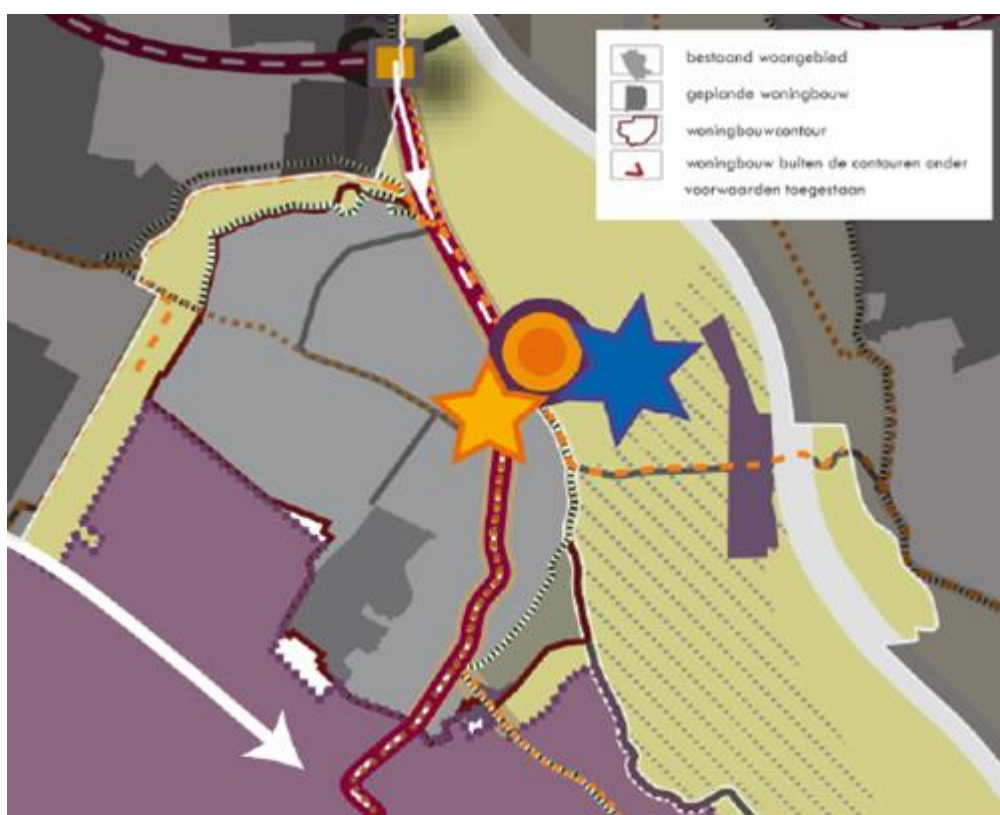 bestaand woongebied
geplande woningbouw
woningbouwcontour
woningbouw buiten de contouren onder
voorwaarden toegestaan